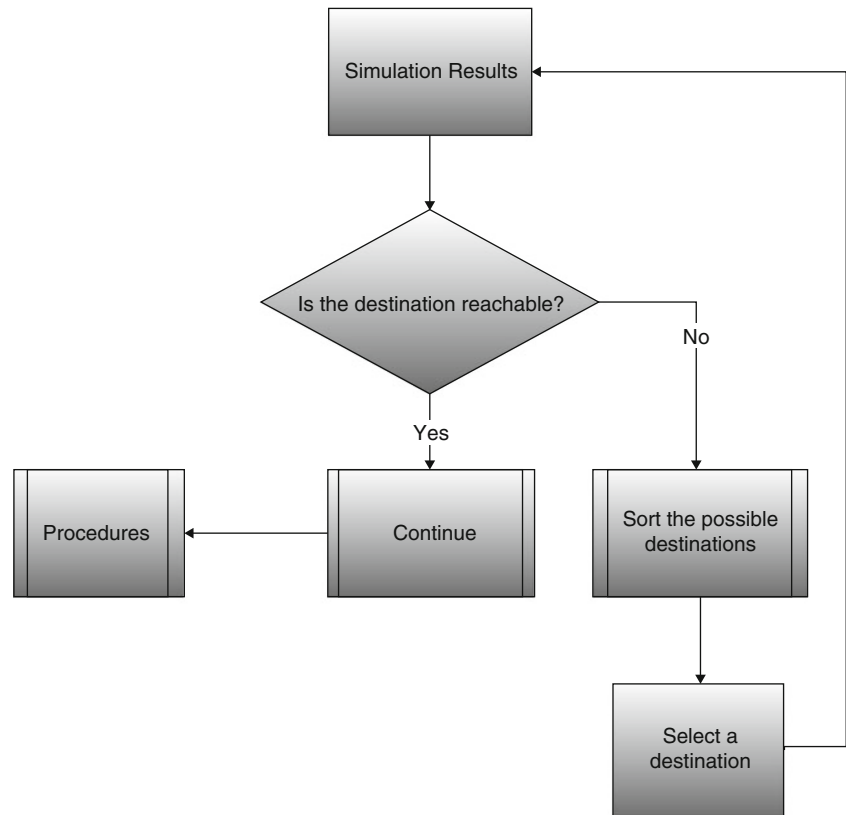 Simulation Results
Is the destination reachable?
No
Yes
Procedures
Continue
Sort the possible
destinations
Select a
destination